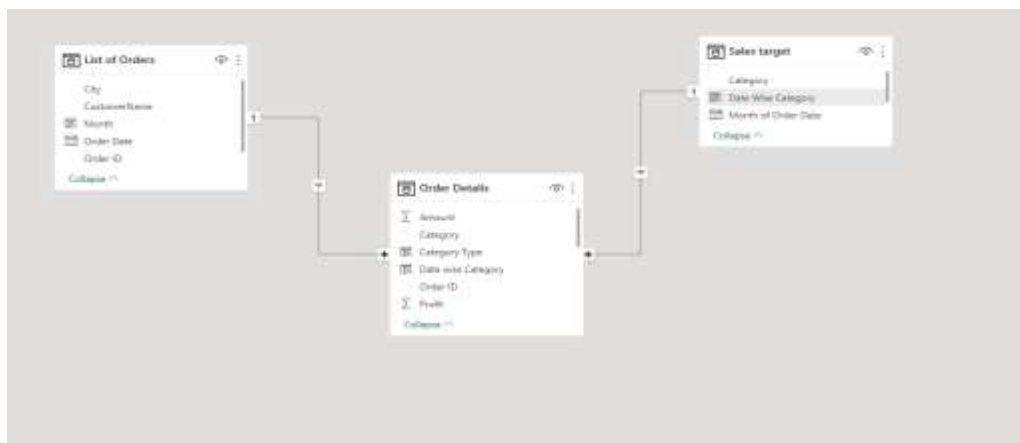 List of Orders
City
CustomerName
Month
Order Date
Order ID
Collapse
1
Sales target
Category
Date Wise Category
Month of Order Date
Collapse
1
Order Details
Amount
Category
Category Type
Date wise Category
Order ID
Profit
Collapse
*
*